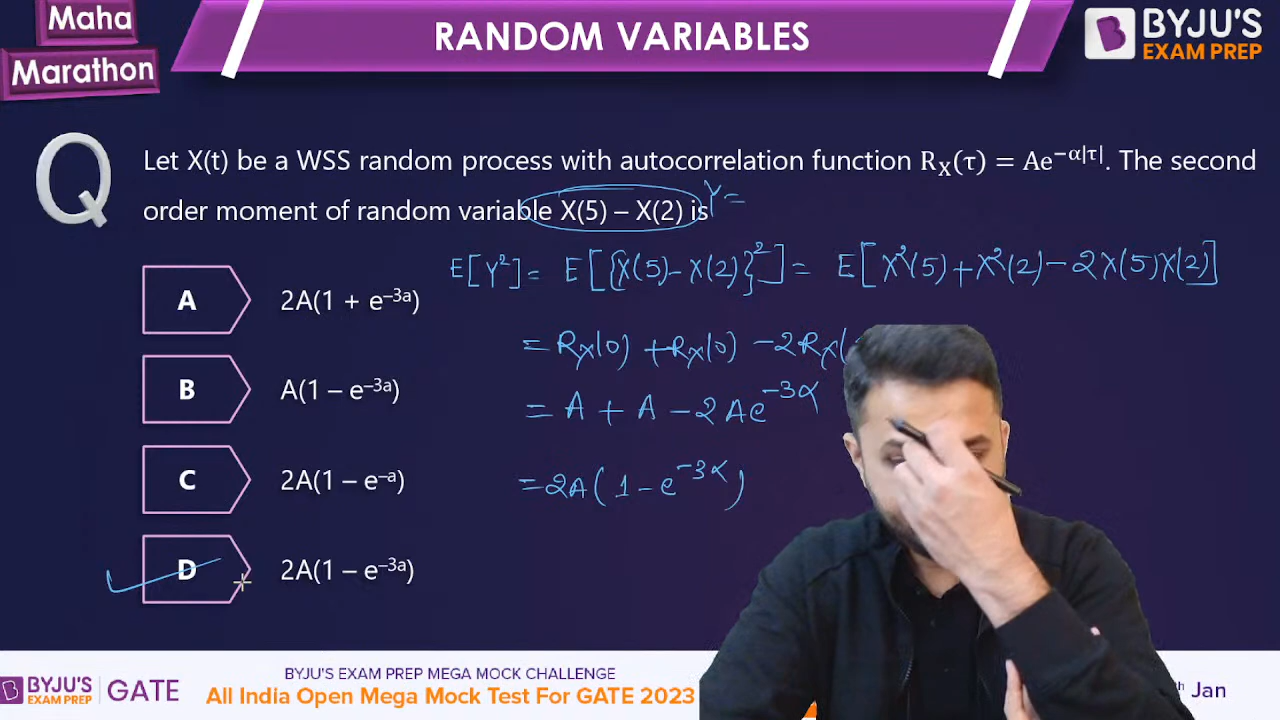 Maha
Marathon
RANDOM VARIABLES
BYJU'S
EXAM PREP
Q
Let X(t) be a WSS random process with autocorrelation function R_X(τ) = Ae^{−α|τ|}. The second
order moment of random variable X(5) – X(2) is
Y =
E[Y²] = E[{X(5) - X(2)}²] = E[X²(5) + X²(2) - 2X(5)X(2)]
A 2A(1 + e^{–3a})
= R_X(0) + R_X(0) - 2R_X(
B A(1 – e^{–3a})
= A + A - 2Ae^{-3α}
C 2A(1 – e^{–a})
= 2A(1 - e^{-3α})
D 2A(1 – e^{–3a})
BYJU'S
EXAM PREP
GATE
BYJU'S EXAM PREP MEGA MOCK CHALLENGE
All India Open Mega Mock Test For GATE 2023
Jan